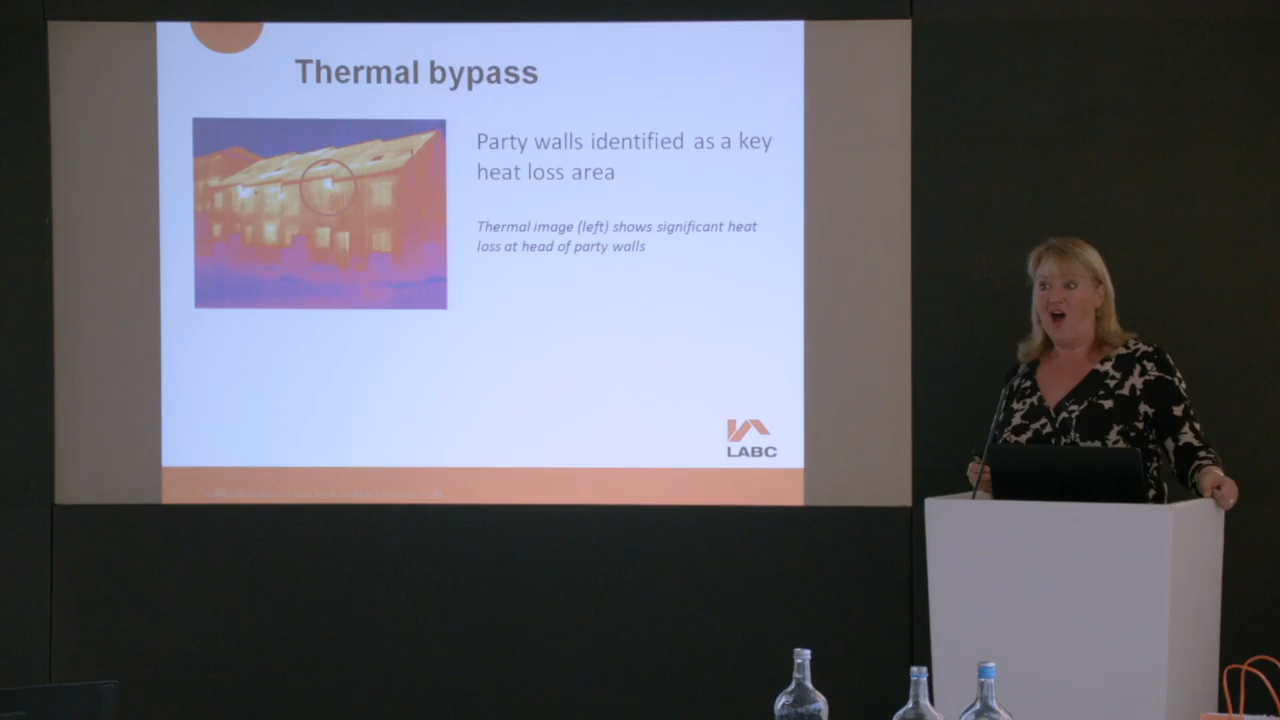 Thermal bypass
Party walls identified as a key
heat loss area
Thermal image (left) shows significant heat
loss at head of party walls
LABC